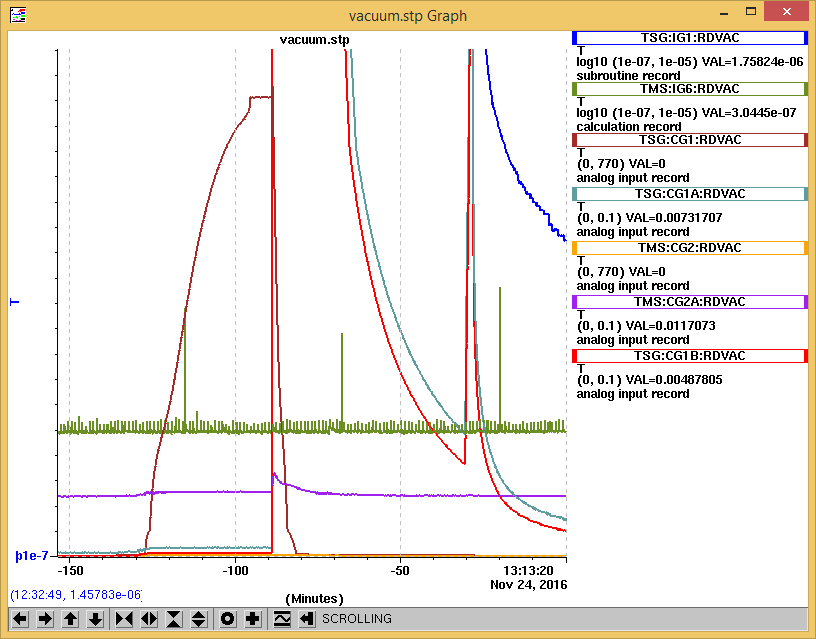 vacuum.stp Graph
vacuum.stp
T
þ1e-7
-150
-100
-50
13:13:20
Nov 24, 2016
(12:32:49, 1.45783e-06)
(Minutes)
TSG:IG1:RDVAC
T
log10 (1e-07, 1e-05) VAL=1.75824e-06
subroutine record
TMS:IG6:RDVAC
T
log10 (1e-07, 1e-05) VAL=3.0445e-07
calculation record
TSG:CG1:RDVAC
T
(0, 770) VAL=0
analog input record
TSG:CG1A:RDVAC
T
(0, 0.1) VAL=0.00731707
analog input record
TMS:CG2:RDVAC
T
(0, 770) VAL=0
analog input record
TMS:CG2A:RDVAC
T
(0, 0.1) VAL=0.0117073
analog input record
TSG:CG1B:RDVAC
T
(0, 0.1) VAL=0.00487805
analog input record
SCROLLING